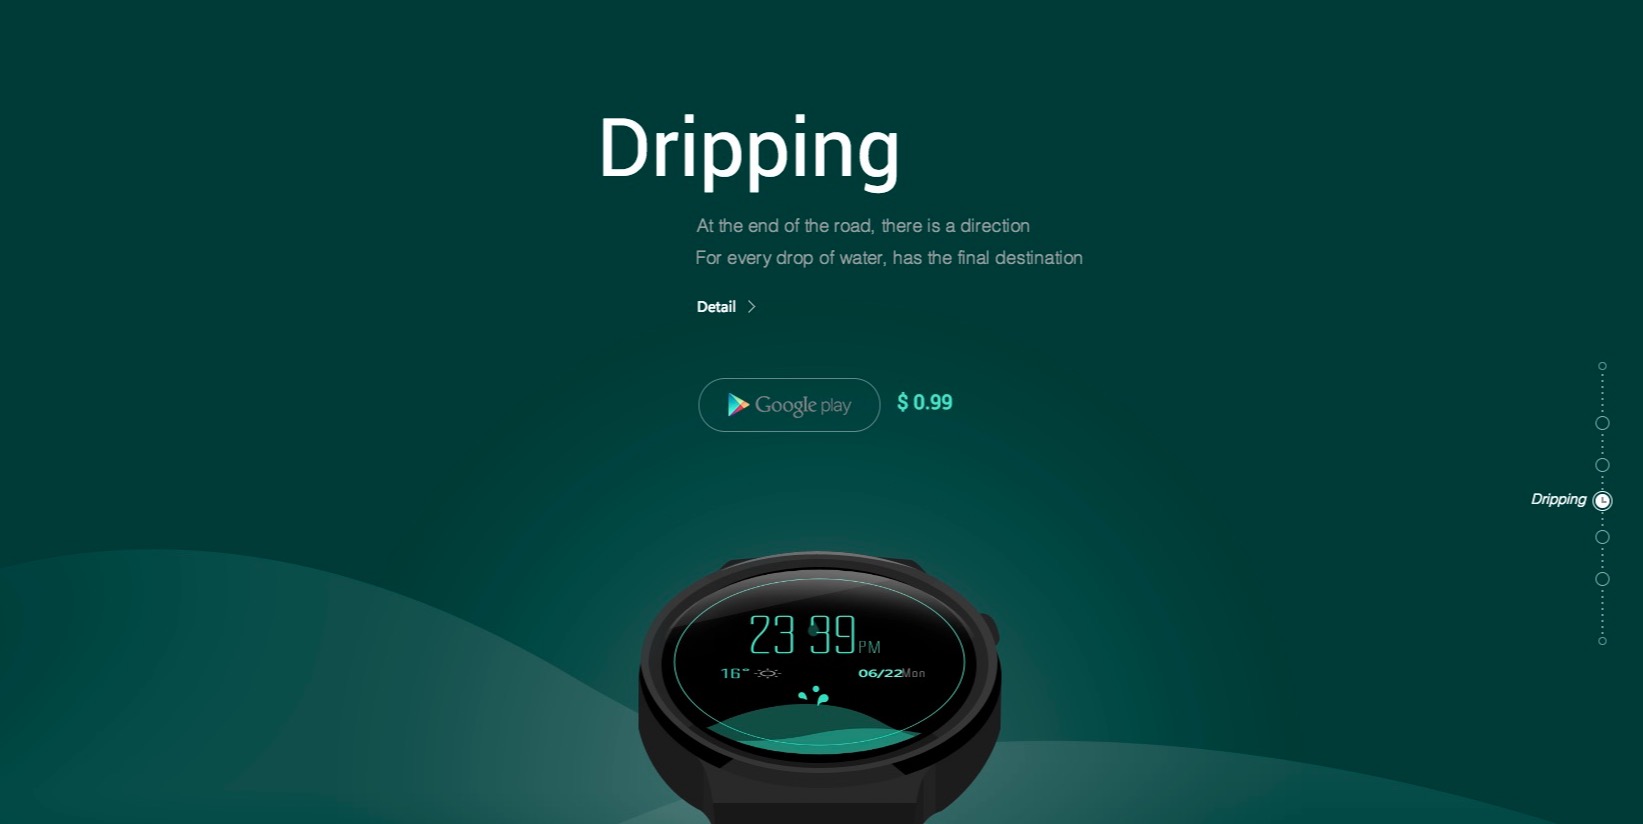 Dripping
At the end of the road, there is a direction
For every drop of water, has the final destination
Detail
Google play $ 0.99
Dripping
23 39 PM
16° 06/22 Mon